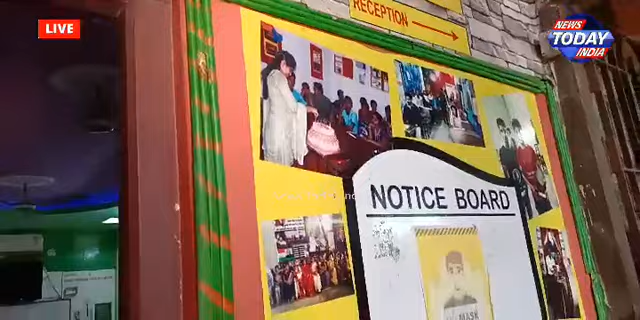 LIVE
RECEPTION
NEWS
TODAY
INDIA
NOTICE BOARD
MASK